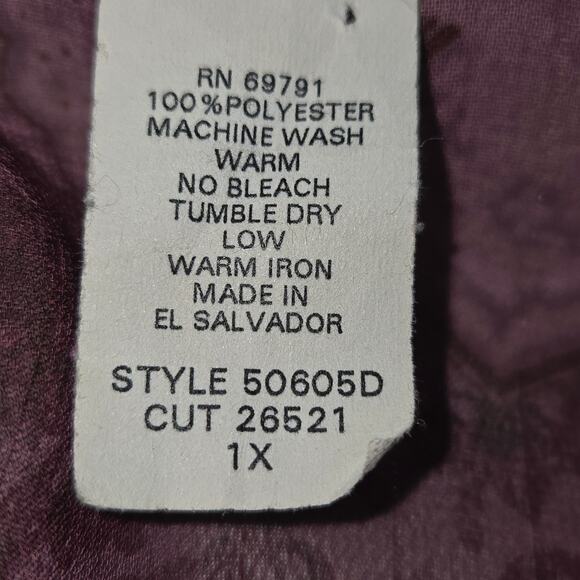 RN 69791
100%POLYESTER
MACHINE WASH
WARM
NO BLEACH
TUMBLE DRY
LOW
WARM IRON
MADE IN
EL SALVADOR
STYLE 50605D
CUT 26521
1X